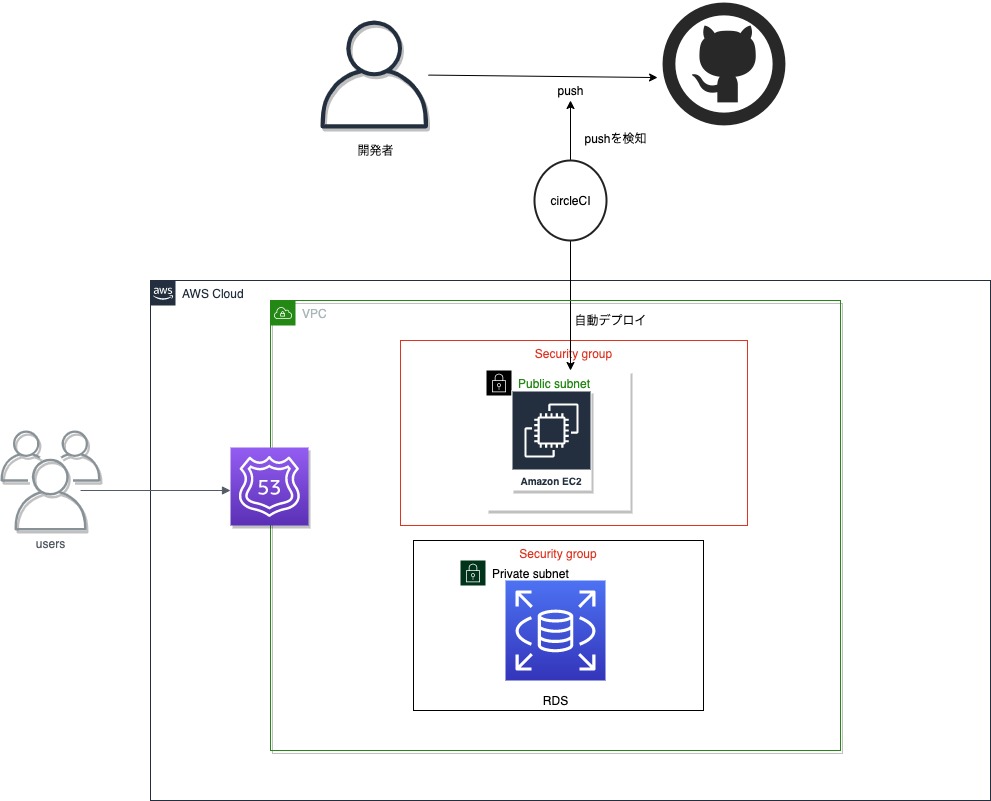 push
pushを検知
開発者
circleCI
aws
AWS Cloud
VPC
自動デプロイ
Security group
Public subnet
Amazon EC2
53
users
Security group
Private subnet
RDS